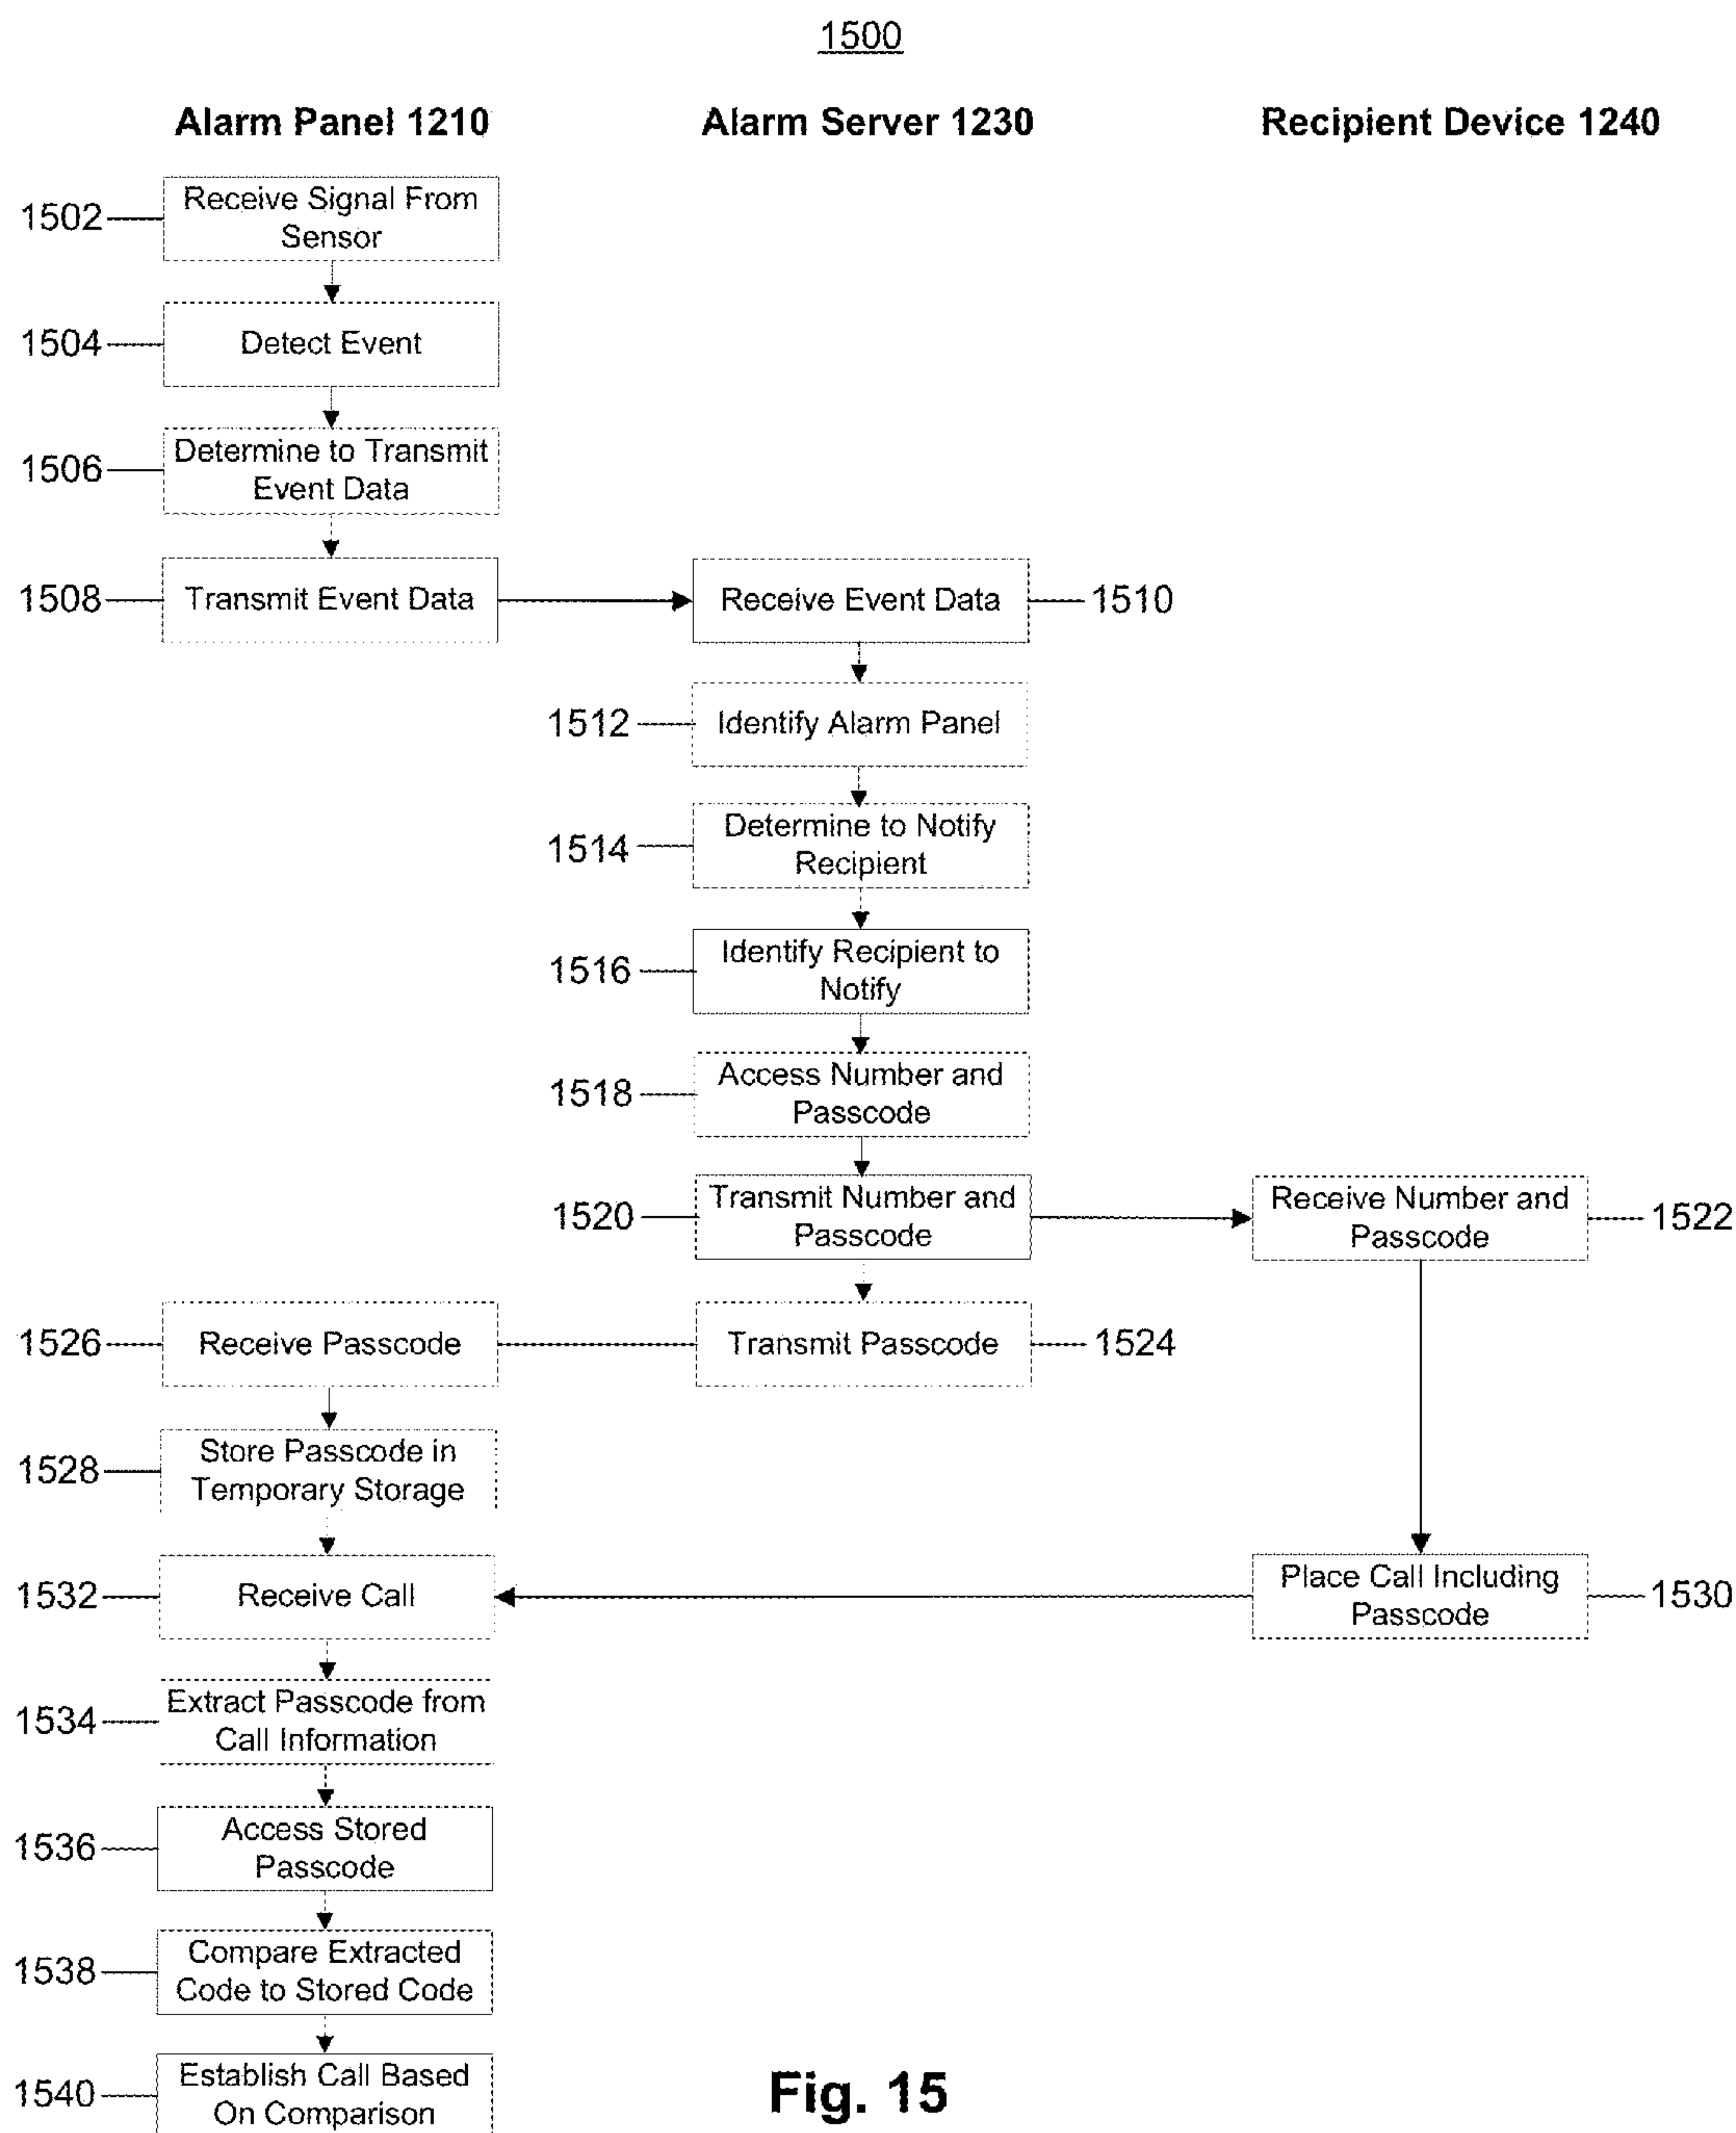 1500
Alarm Panel 1210
Alarm Server 1230
Recipient Device 1240
1502
Receive Signal From
Sensor
1504
Detect Event
1506
Determine to Transmit
Event Data
1508
Transmit Event Data
Receive Event Data
1510
1512
Identify Alarm Panel
1514
Determine to Notify
Recipient
1516
Identify Recipient to
Notify
1518
Access Number and
Passcode
1520
Transmit Number and
Passcode
Receive Number and
Passcode
1522
1526
Receive Passcode
Transmit Passcode
1524
1528
Store Passcode in
Temporary Storage
1532
Receive Call
Place Call Including
Passcode
1530
1534
Extract Passcode from
Call Information
1536
Access Stored
Passcode
1538
Compare Extracted
Code to Stored Code
1540
Establish Call Based
On Comparison
Fig. 15